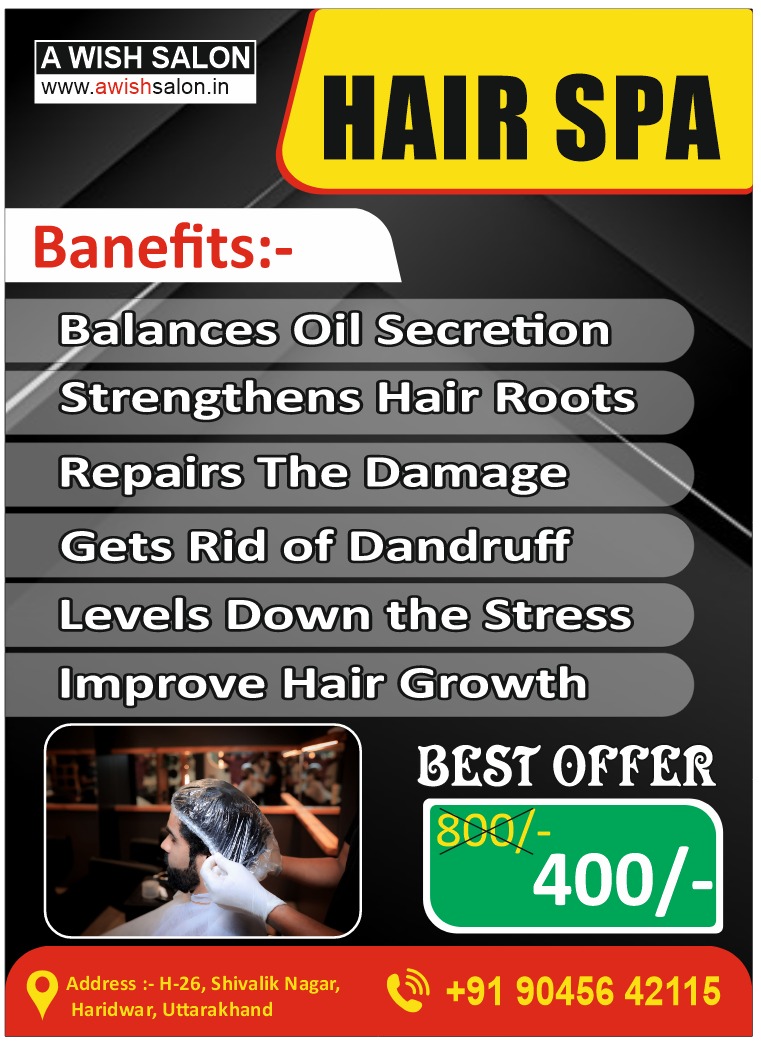 A WISH SALON
www.awishsalon.in
HAIR SPA
Banefits:-
Balances Oil Secretion
Strengthens Hair Roots
Repairs The Damage
Gets Rid of Dandruff
Levels Down the Stress
Improve Hair Growth
BEST OFFER
800/-
400/-
Address :- H-26, Shivalik Nagar,
Haridwar, Uttarakhand
+91 90456 42115